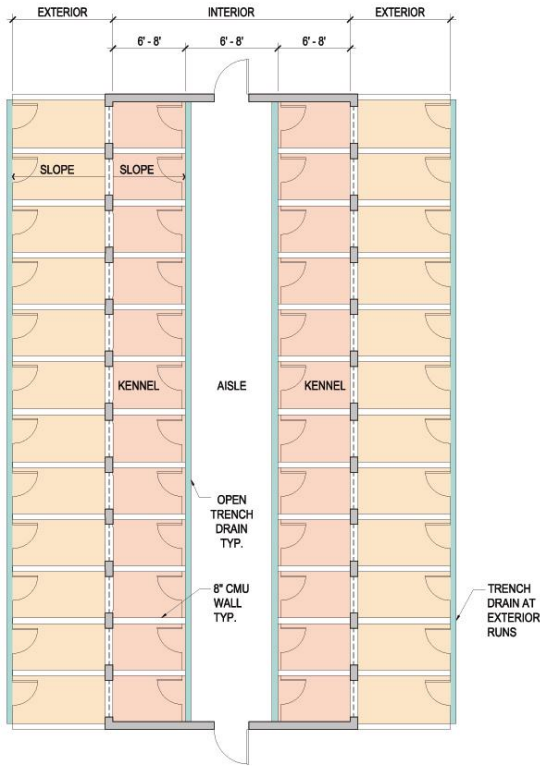 EXTERIOR
INTERIOR
EXTERIOR
6' - 8'
6' - 8'
6' - 8'
SLOPE
SLOPE
KENNEL
AISLE
KENNEL
OPEN
TRENCH
DRAIN
TYP.
8" CMU
WALL
TYP.
TRENCH
DRAIN AT
EXTERIOR
RUNS